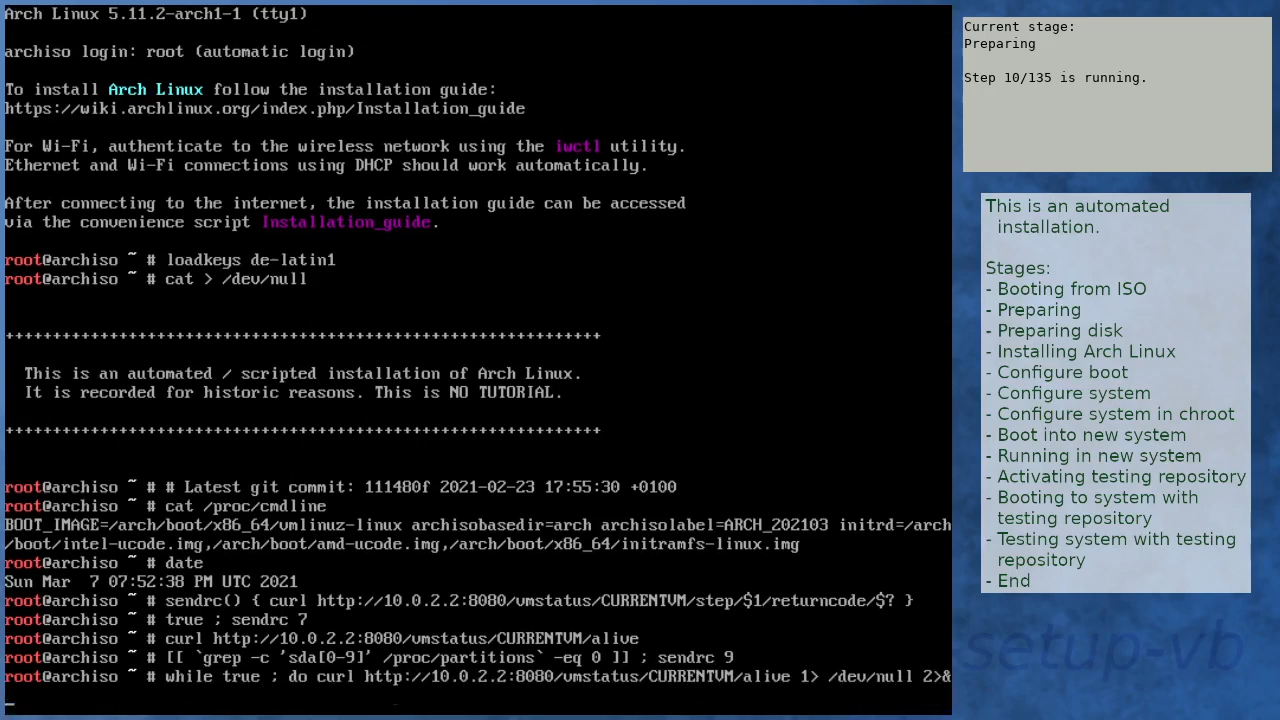 Arch Linux 5.11.2-arch1-1 (tty1)
archiso login: root (automatic login)
To install Arch Linux follow the installation guide:
https://wiki.archlinux.org/index.php/Installation_guide
For Wi-Fi, authenticate to the wireless network using the iwctl utility.
Ethernet and Wi-Fi connections using DHCP should work automatically.
After connecting to the internet, the installation guide can be accessed
via the convenience script Installation_guide.
root@archiso ~ # loadkeys de-latin1
root@archiso ~ # cat > /dev/null
+++++++++++++++++++++++++++++++++++++++++++++++++++++++++++++++
This is an automated / scripted installation of Arch Linux.
It is recorded for historic reasons. This is NO TUTORIAL.
+++++++++++++++++++++++++++++++++++++++++++++++++++++++++++++++
root@archiso ~ # # Latest git commit: 111480f 2021-02-23 17:55:30 +0100
root@archiso ~ # cat /proc/cmdline
BOOT_IMAGE=/arch/boot/x86_64/vmlinuz-linux archisobasedir=arch archisolabel=ARCH_202103 initrd=/arch
/boot/intel-ucode.img,/arch/boot/amd-ucode.img,/arch/boot/x86_64/initramfs-linux.img
root@archiso ~ # date
Sun Mar  7 07:52:38 PM UTC 2021
root@archiso ~ # sendrc() { curl http://10.0.2.2:8080/vmstatus/CURRENTVM/step/$1/returncode/$? }
root@archiso ~ # true ; sendrc 7
root@archiso ~ # curl http://10.0.2.2:8080/vmstatus/CURRENTVM/alive
root@archiso ~ # [[ `grep -c 'sda[0-9]' /proc/partitions` -eq 0 ]] ; sendrc 9
root@archiso ~ # while true ; do curl http://10.0.2.2:8080/vmstatus/CURRENTVM/alive 1> /dev/null 2>&
_
Current stage:
Preparing
Step 10/135 is running.
This is an automated
installation.
Stages:
- Booting from ISO
- Preparing
- Preparing disk
- Installing Arch Linux
- Configure boot
- Configure system
- Configure system in chroot
- Boot into new system
- Running in new system
- Activating testing repository
- Booting to system with
testing repository
- Testing system with testing
repository
- End
setup-vb